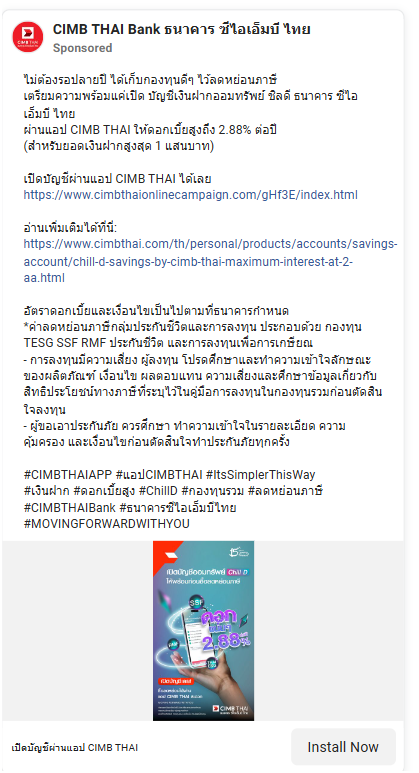 CIMB THAI Bank ธนาคาร ซีไอเอ็มบี ไทย
Sponsored
CIMB THAI
ไม่ต้องรอปลายปี ได้เก็บกองทุนดีๆ ไว้ลดหย่อนภาษี
เตรียมความพร้อมแค่เปิด บัญชีเงินฝากออมทรัพย์ ชิลดี ธนาคาร ซีไอ
เอ็มบี ไทย
ผ่านแอป CIMB THAI ให้ดอกเบี้ยสูงถึง 2.88% ต่อปี
(สำหรับยอดเงินฝากสูงสุด 1 แสนบาท)
เปิดบัญชีผ่านแอป CIMB THAI ได้เลย
https://www.cimbthaionlinecampaign.com/gHf3E/index.html
อ่านเพิ่มเติมได้ที่นี่:
https://www.cimbthai.com/th/personal/products/accounts/savings-
account/chill-d-savings-by-cimb-thai-maximum-interest-at-2-
aa.html
อัตราดอกเบี้ยและเงื่อนไขเป็นไปตามที่ธนาคารกำหนด
*ค่าลดหย่อนภาษีกลุ่มประกันชีวิตและการลงทุน ประกอบด้วย กองทุน
TESG SSF RMF ประกันชีวิต และการลงทุนเพื่อการเกษียณ
- การลงทุนมีความเสี่ยง ผู้ลงทุน โปรดศึกษาและทำความเข้าใจลักษณะ
ของผลิตภัณฑ์ เงื่อนไข ผลตอบแทน ความเสี่ยงและศึกษาข้อมูลเกี่ยวกับ
สิทธิประโยชน์ทางภาษีที่ระบุไว้ในคู่มือการลงทุนในกองทุนรวมก่อนตัดสิน
ใจลงทุน
- ผู้ขอเอาประกันภัย ควรศึกษา ทำความเข้าใจในรายละเอียด ความ
คุ้มครอง และเงื่อนไขก่อนตัดสินใจทำประกันภัยทุกครั้ง
#CIMBTHAIAPP #แอปCIMBTHAI #ItsSimplerThisWay
#เงินฝาก #ดอกเบี้ยสูง #ChillD #กองทุนรวม #ลดหย่อนภาษี
#CIMBTHAIBank #ธนาคารซีไอเอ็มบีไทย
#MOVINGFORWARDWITHYOU
เปิดบัญชีออมทรัพย์ Chill D
ให้พร้อมก่อนซื้อลดหย่อนภาษี
SSF
ดอก
2.88%
เปิดบัญชีเลย!
CIMB THAI
เปิดบัญชีผ่านแอป CIMB THAI
Install Now